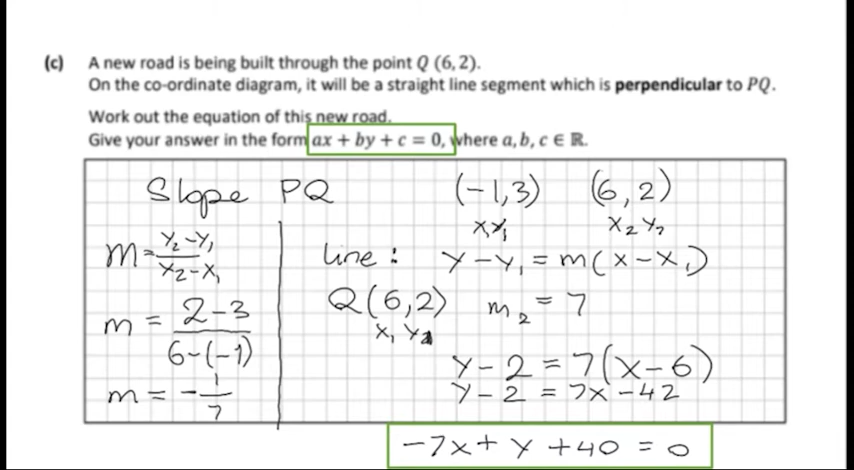 (c) A new road is being built through the point Q (6, 2).
On the co-ordinate diagram, it will be a straight line segment which is perpendicular to PQ.
Work out the equation of this new road.
Give your answer in the form ax + by + c = 0, where a, b, c ∈ ℝ.
Slope PQ (-1,3) (6,2)
x₁ y₁ x₂ y₂
m = (y₂ - y₁)/(x₂ - x₁)
m = (2-3)/(6-(-1))
m = -1/7
line : y - y₁ = m(x - x₁)
Q(6,2) m₂ = 7
x₁ y₁
y - 2 = 7(x - 6)
y - 2 = 7x - 42
-7x + y + 40 = 0